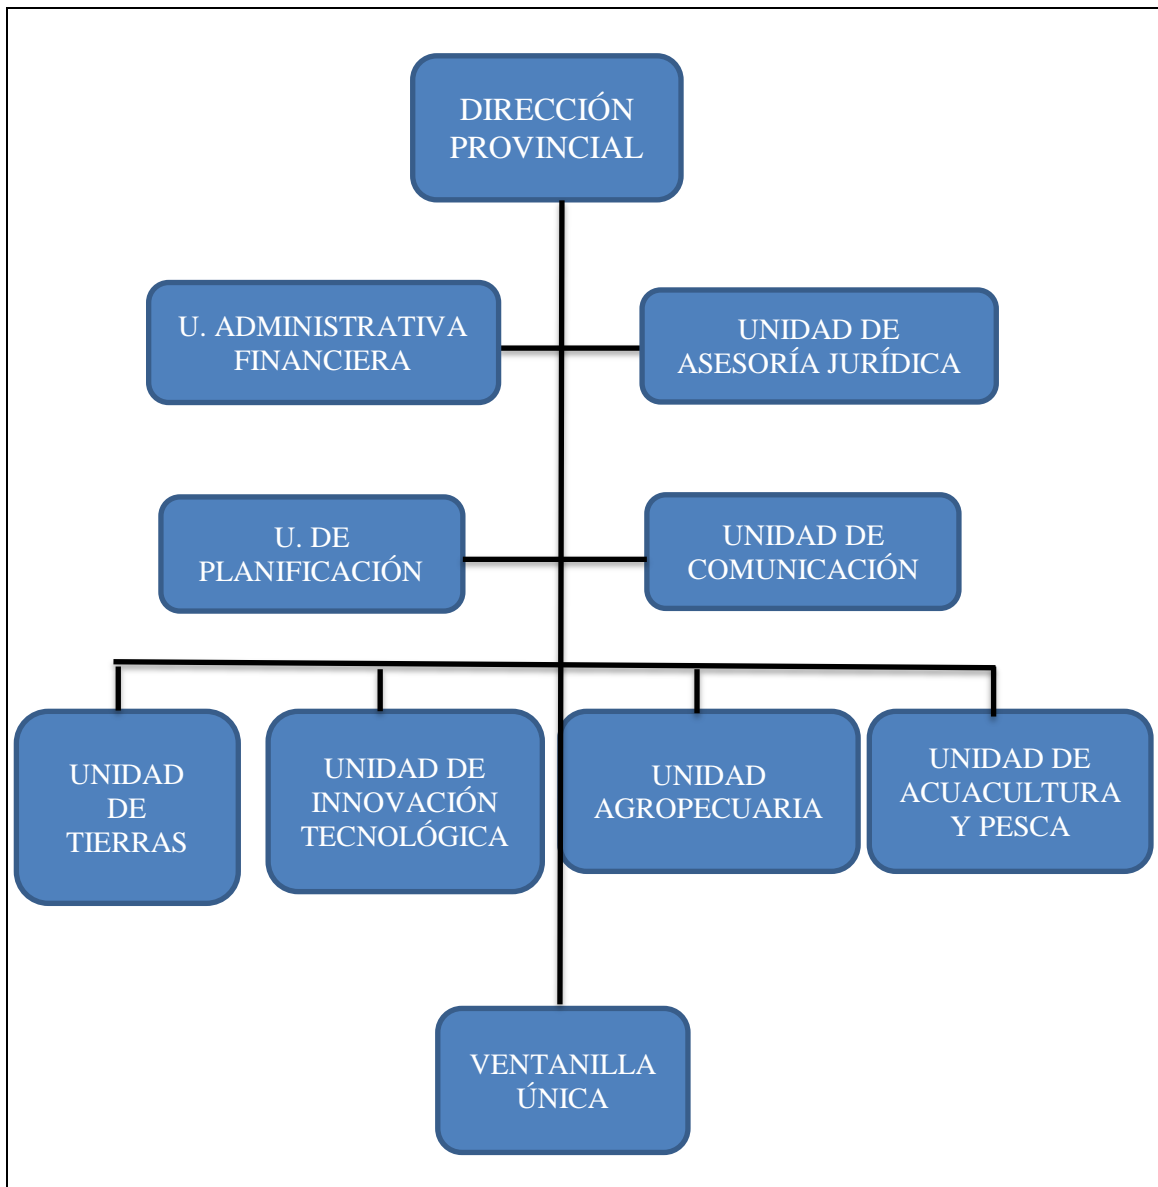 DIRECCIÓN
PROVINCIAL
U. ADMINISTRATIVA
FINANCIERA
UNIDAD DE
ASESORÍA JURÍDICA
U. DE
PLANIFICACIÓN
UNIDAD DE
COMUNICACIÓN
UNIDAD
DE
TIERRAS
UNIDAD DE
INNOVACIÓN
TECNOLÓGICA
UNIDAD
AGROPECUARIA
UNIDAD DE
ACUACULTURA
Y PESCA
VENTANILLA
ÚNICA